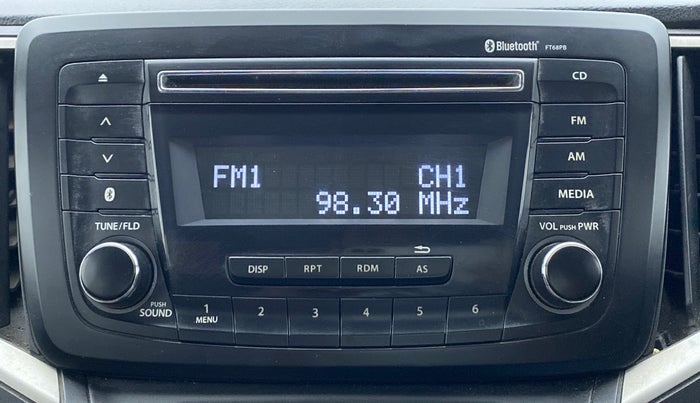 Bluetooth® FT68PB
CD
FM
AM
MEDIA
FM1 CH1
98.30 MHz
TUNE/FLD
VOL PUSH PWR
DISP RPT RDM AS
PUSH SOUND
1 2 3 4 5 6
MENU